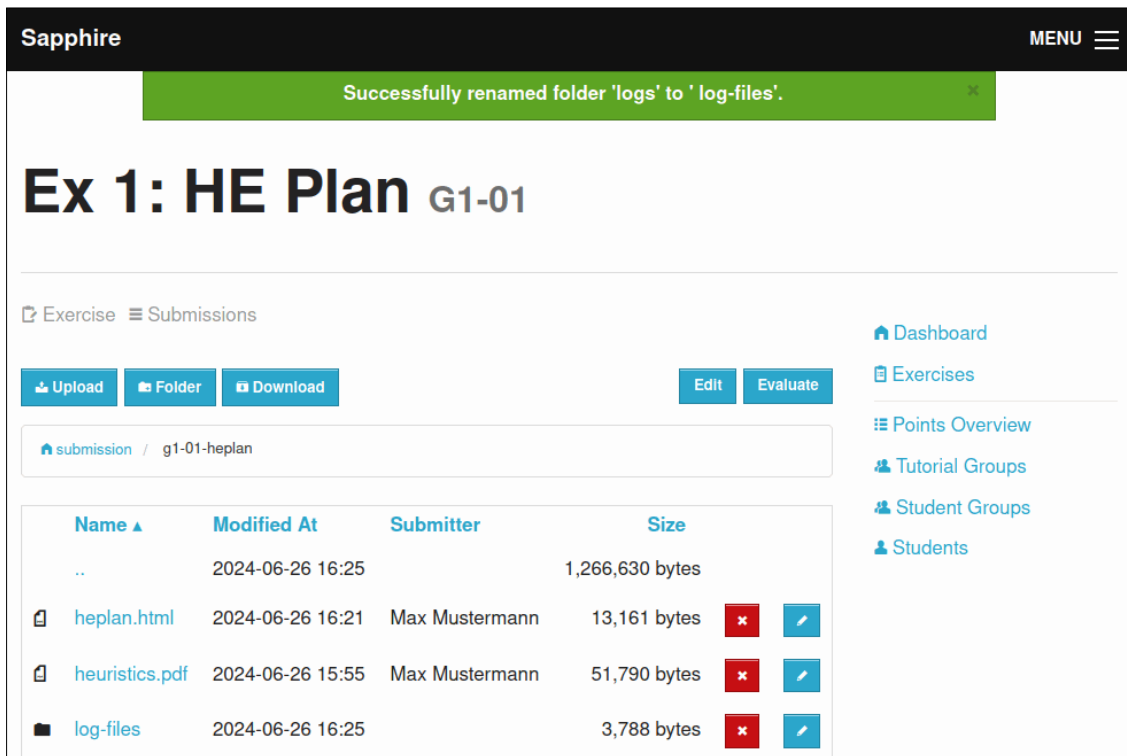 Sapphire MENU
Successfully renamed folder 'logs' to ' log-files'. ×
Ex 1: HE Plan G1-01
Exercise Submissions
Upload Folder Download Edit Evaluate
submission / g1-01-heplan
Name ▴ Modified At Submitter Size
.. 2024-06-26 16:25 1,266,630 bytes
heplan.html 2024-06-26 16:21 Max Mustermann 13,161 bytes
heuristics.pdf 2024-06-26 15:55 Max Mustermann 51,790 bytes
log-files 2024-06-26 16:25 3,788 bytes
Dashboard
Exercises
Points Overview
Tutorial Groups
Student Groups
Students